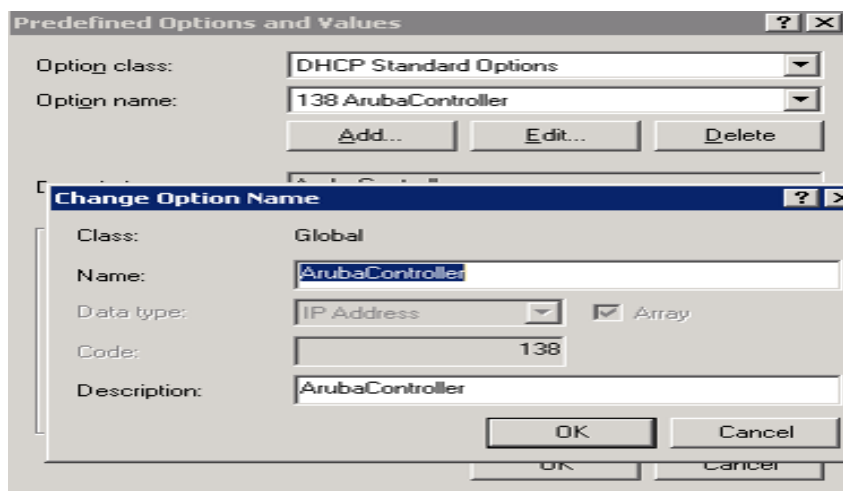 Predefined Options and Values
Option class: DHCP Standard Options
Option name: 138 ArubaController
Add... Edit... Delete
Change Option Name
Class: Global
Name: ArubaController
Data type: IP Address Array
Code: 138
Description: ArubaController
OK Cancel
OK Cancel